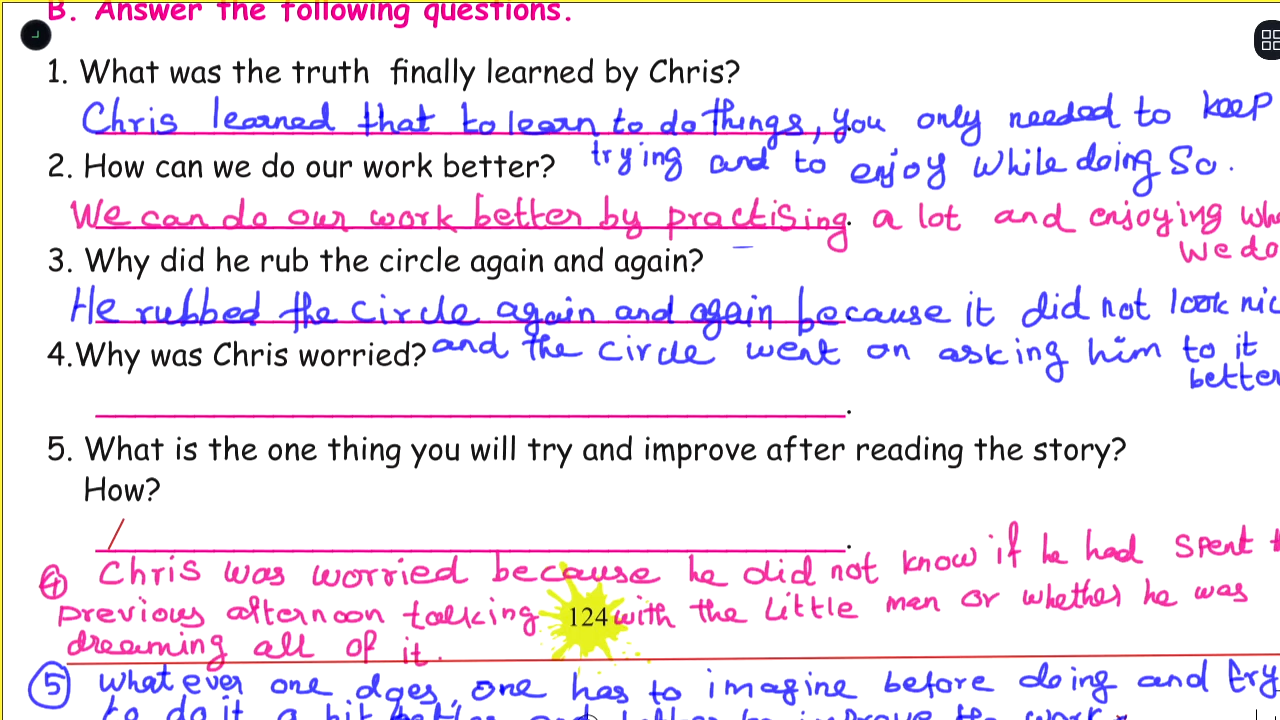 B. Answer the following questions.
1. What was the truth finally learned by Chris?
Chris learned that to learn to do things, you only needed to keep
trying and to enjoy while doing so.
2. How can we do our work better?
We can do our work better by practising a lot and enjoying
we do
3. Why did he rub the circle again and again?
He rubbed the circle again and again because it did not look
and the circle went on asking him to it
better
4.Why was Chris worried?
5. What is the one thing you will try and improve after reading the story?
How?
④ Chris was worried because he did not know if he had spent
previous afternoon talking with the little men or whether he was
dreaming all of it.
124
⑤ whatever one does, one has to imagine before doing and try
to do it a bit